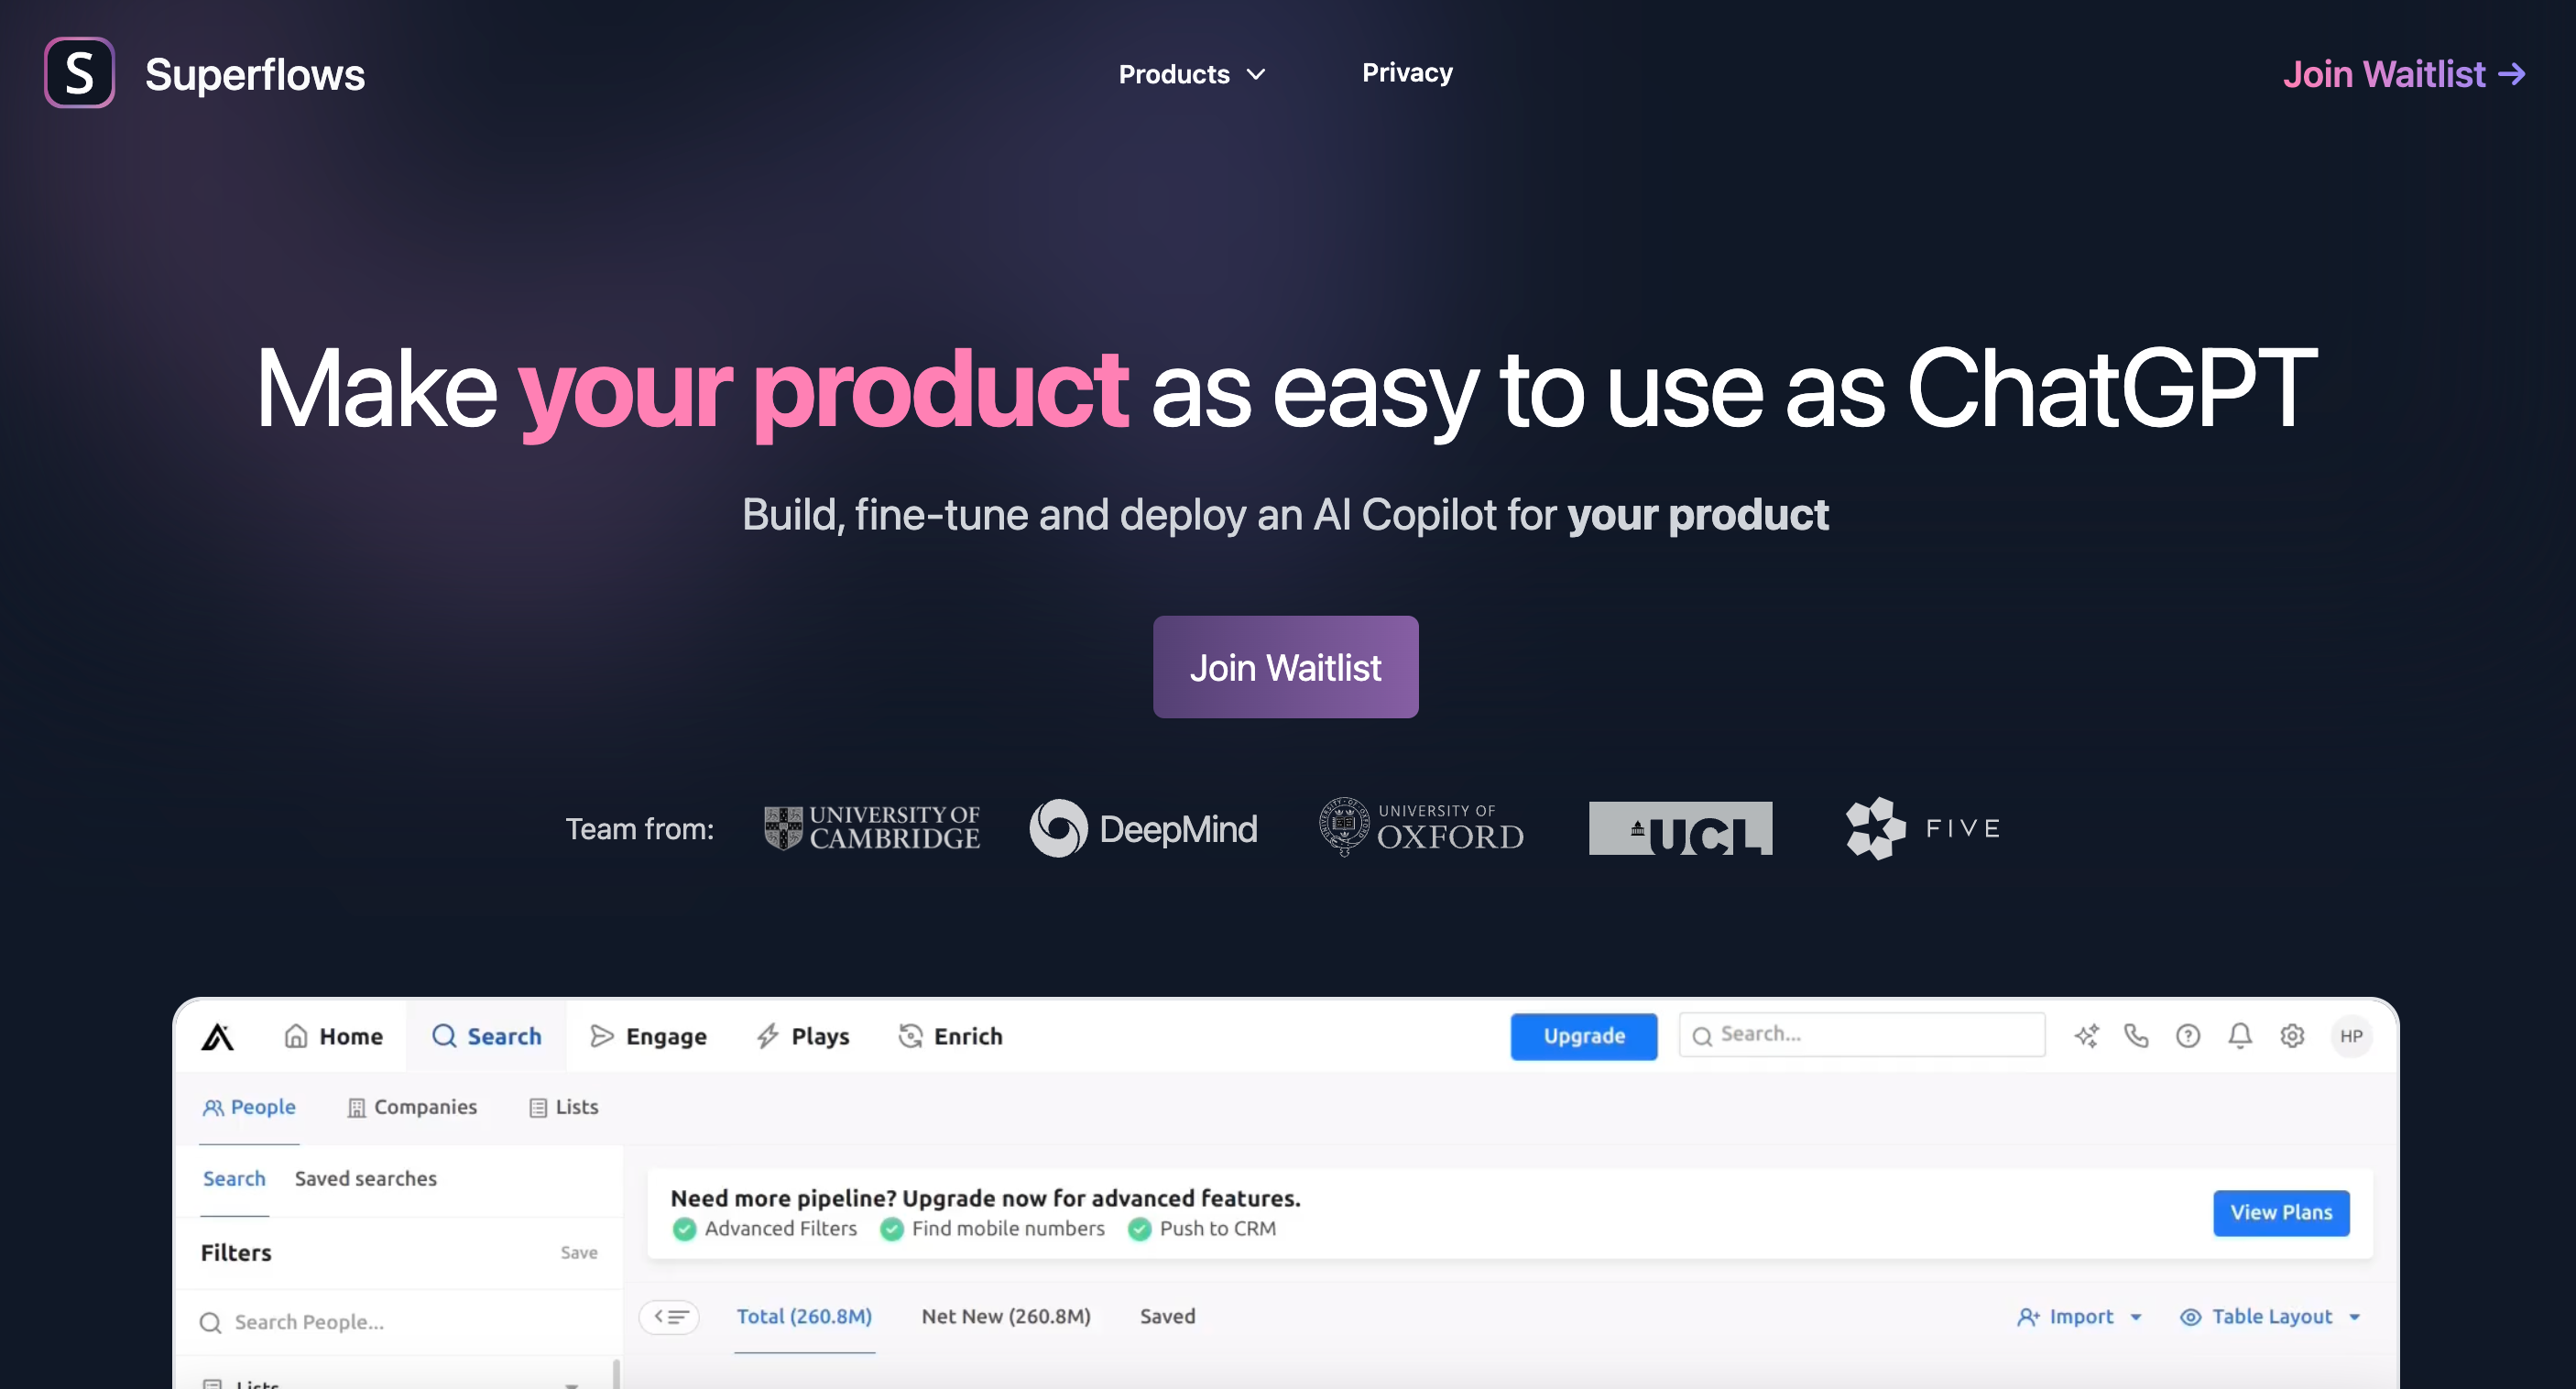 S Superflows
Products
Privacy
Join Waitlist →
Make your product as easy to use as ChatGPT
Build, fine-tune and deploy an AI Copilot for your product
Join Waitlist
Team from:
UNIVERSITY OF
CAMBRIDGE
DeepMind
UNIVERSITY OF
OXFORD
UCL
FIVE
Home
Search
Engage
Plays
Enrich
Upgrade
Search...
HP
People
Companies
Lists
Search
Saved searches
Need more pipeline? Upgrade now for advanced features.
Advanced Filters
Find mobile numbers
Push to CRM
View Plans
Filters
Save
Search People...
Total (260.8M)
Net New (260.8M)
Saved
Import
Table Layout
Lists